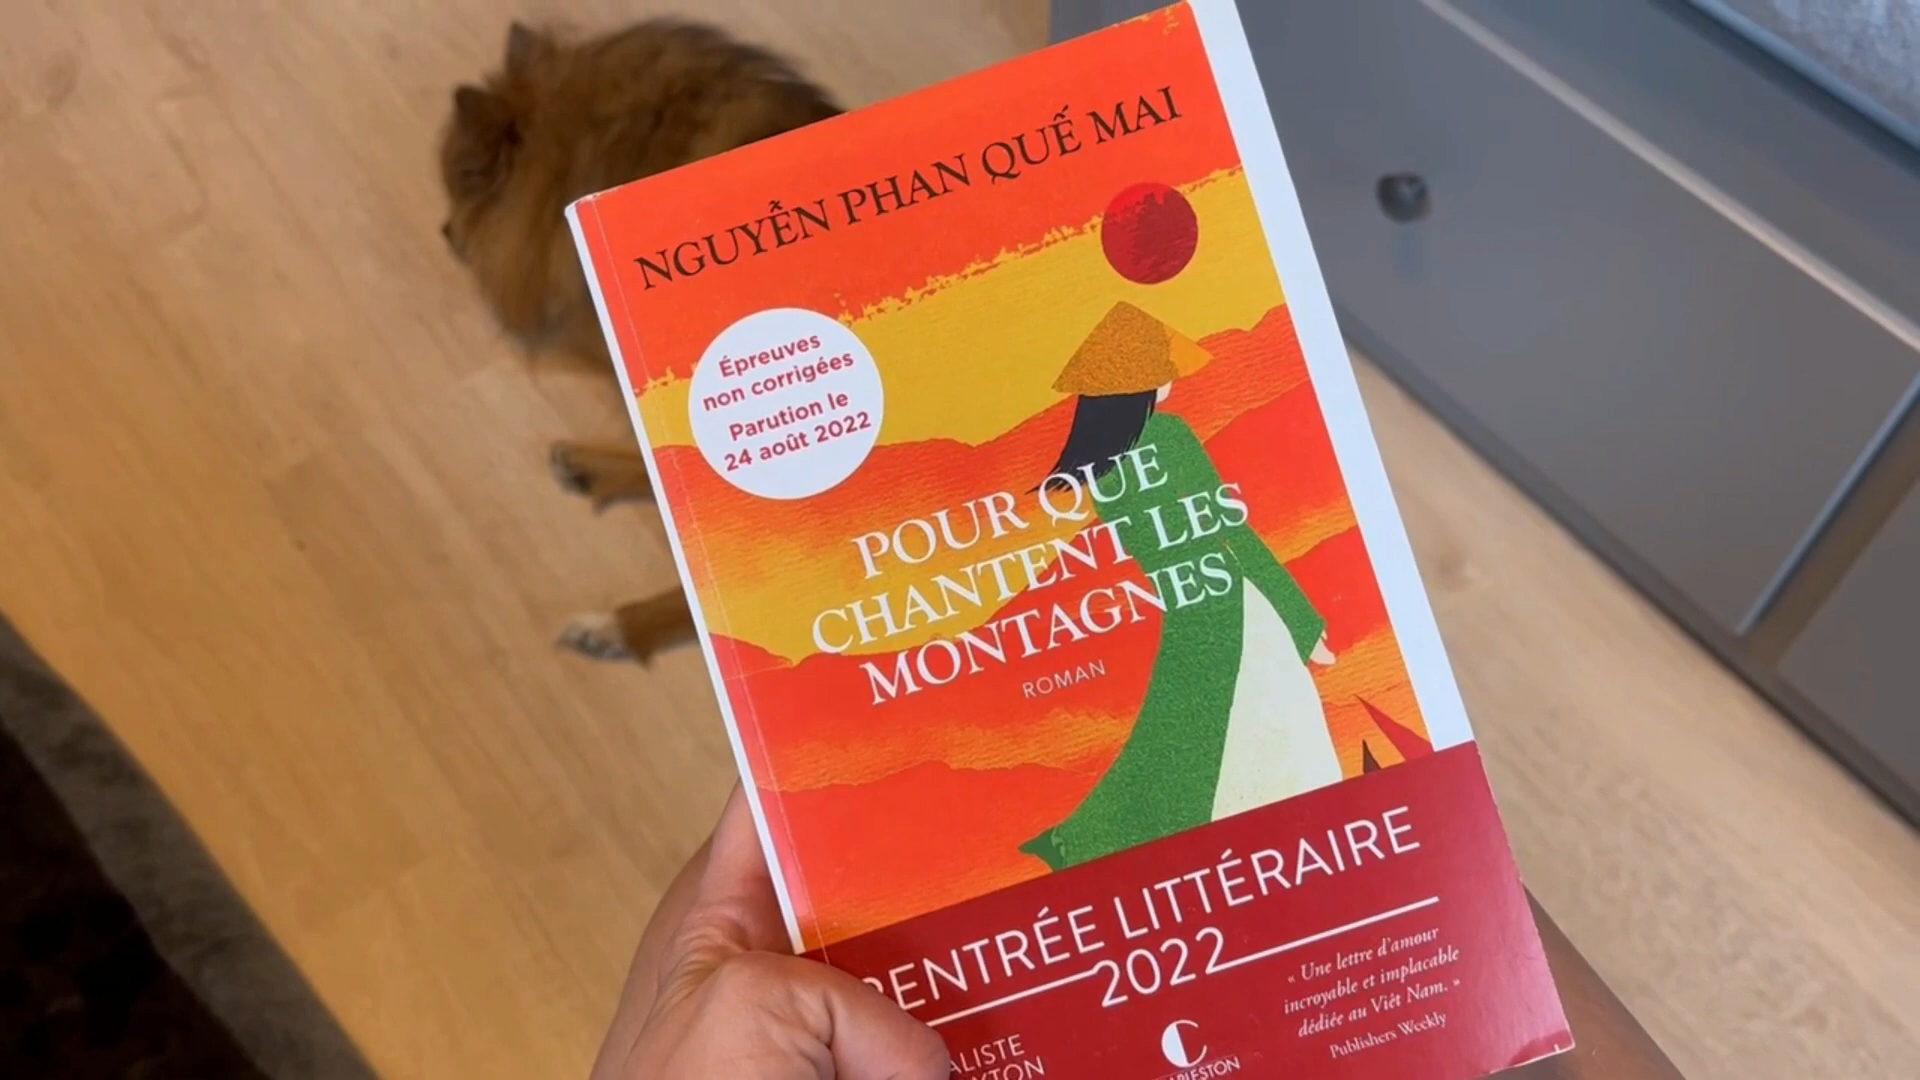 NGUYỄN PHAN QUẾ MAI
Épreuves
non corrigées
Parution le
24 août 2022
POUR QUE
CHANTENT LES
MONTAGNES
ROMAN
RENTRÉE LITTÉRAIRE
2022
« Une lettre d'amour
incroyable et implacable
dédiée au Viêt Nam. »
Publishers Weekly